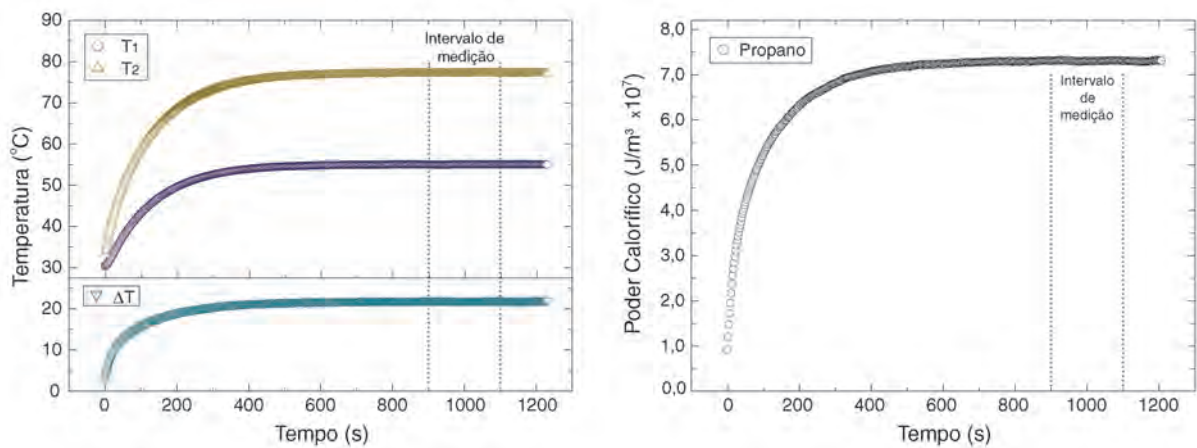 90
80
70
60
50
40
30
20
10
0
Temperatura (°C)
T1
T2
Intervalo de
medição
ΔT
0 200 400 600 800 1000 1200
Tempo (s)
8,0
7,0
6,0
5,0
4,0
3,0
2,0
1,0
0,0
Poder Calorífico (J/m³ x10⁷)
Propano
Intervalo
de
medição
0 200 400 600 800 1000 1200
Tempo (s)